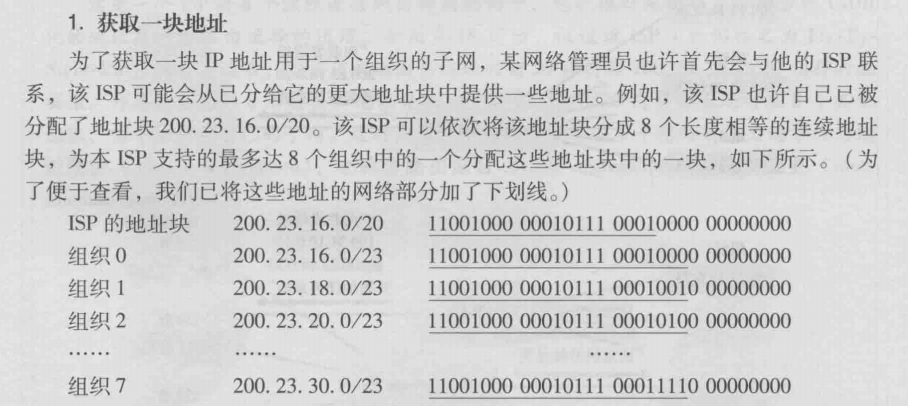 1. 获取一块地址
为了获取一块 IP 地址用于一个组织的子网，某网络管理员也许首先会与他的 ISP 联
系，该 ISP 可能会从已分给它的更大地址块中提供一些地址。例如，该 ISP 也许自己已被
分配了地址块 200. 23. 16. 0/20。该 ISP 可以依次将该地址块分成 8 个长度相等的连续地址
块，为本 ISP 支持的最多达 8 个组织中的一个分配这些地址块中的一块，如下所示。（为
了便于查看，我们已将这些地址的网络部分加了下划线。）
ISP 的地址块 200. 23. 16. 0/20 11001000 00010111 00010000 00000000
组织 0 200. 23. 16. 0/23 11001000 00010111 00010000 00000000
组织 1 200. 23. 18. 0/23 11001000 00010111 00010010 00000000
组织 2 200. 23. 20. 0/23 11001000 00010111 00010100 00000000
…… …… ……
组织 7 200. 23. 30. 0/23 11001000 00010111 00011110 00000000